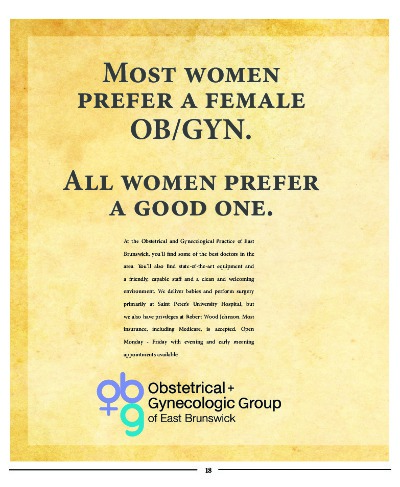 MOST WOMEN
PREFER A FEMALE
OB/GYN.
ALL WOMEN PREFER
A GOOD ONE.
At the Obstetrical and Gynecological Practice of East
Brunswick, you'll find some of the best doctors in the
area. You'll also find state-of-the-art equipment and
a friendly, capable staff and a clean and welcoming
environment. We deliver babies and perform surgery
primarily at Saint Peter's University Hospital, but
we also have privileges at Robert Wood Johnson. Most
insurance, including Medicare, is accepted. Open
Monday - Friday with evening and early morning
appointments available.
obg
Obstetrical+
Gynecologic Group
of East Brunswick
18